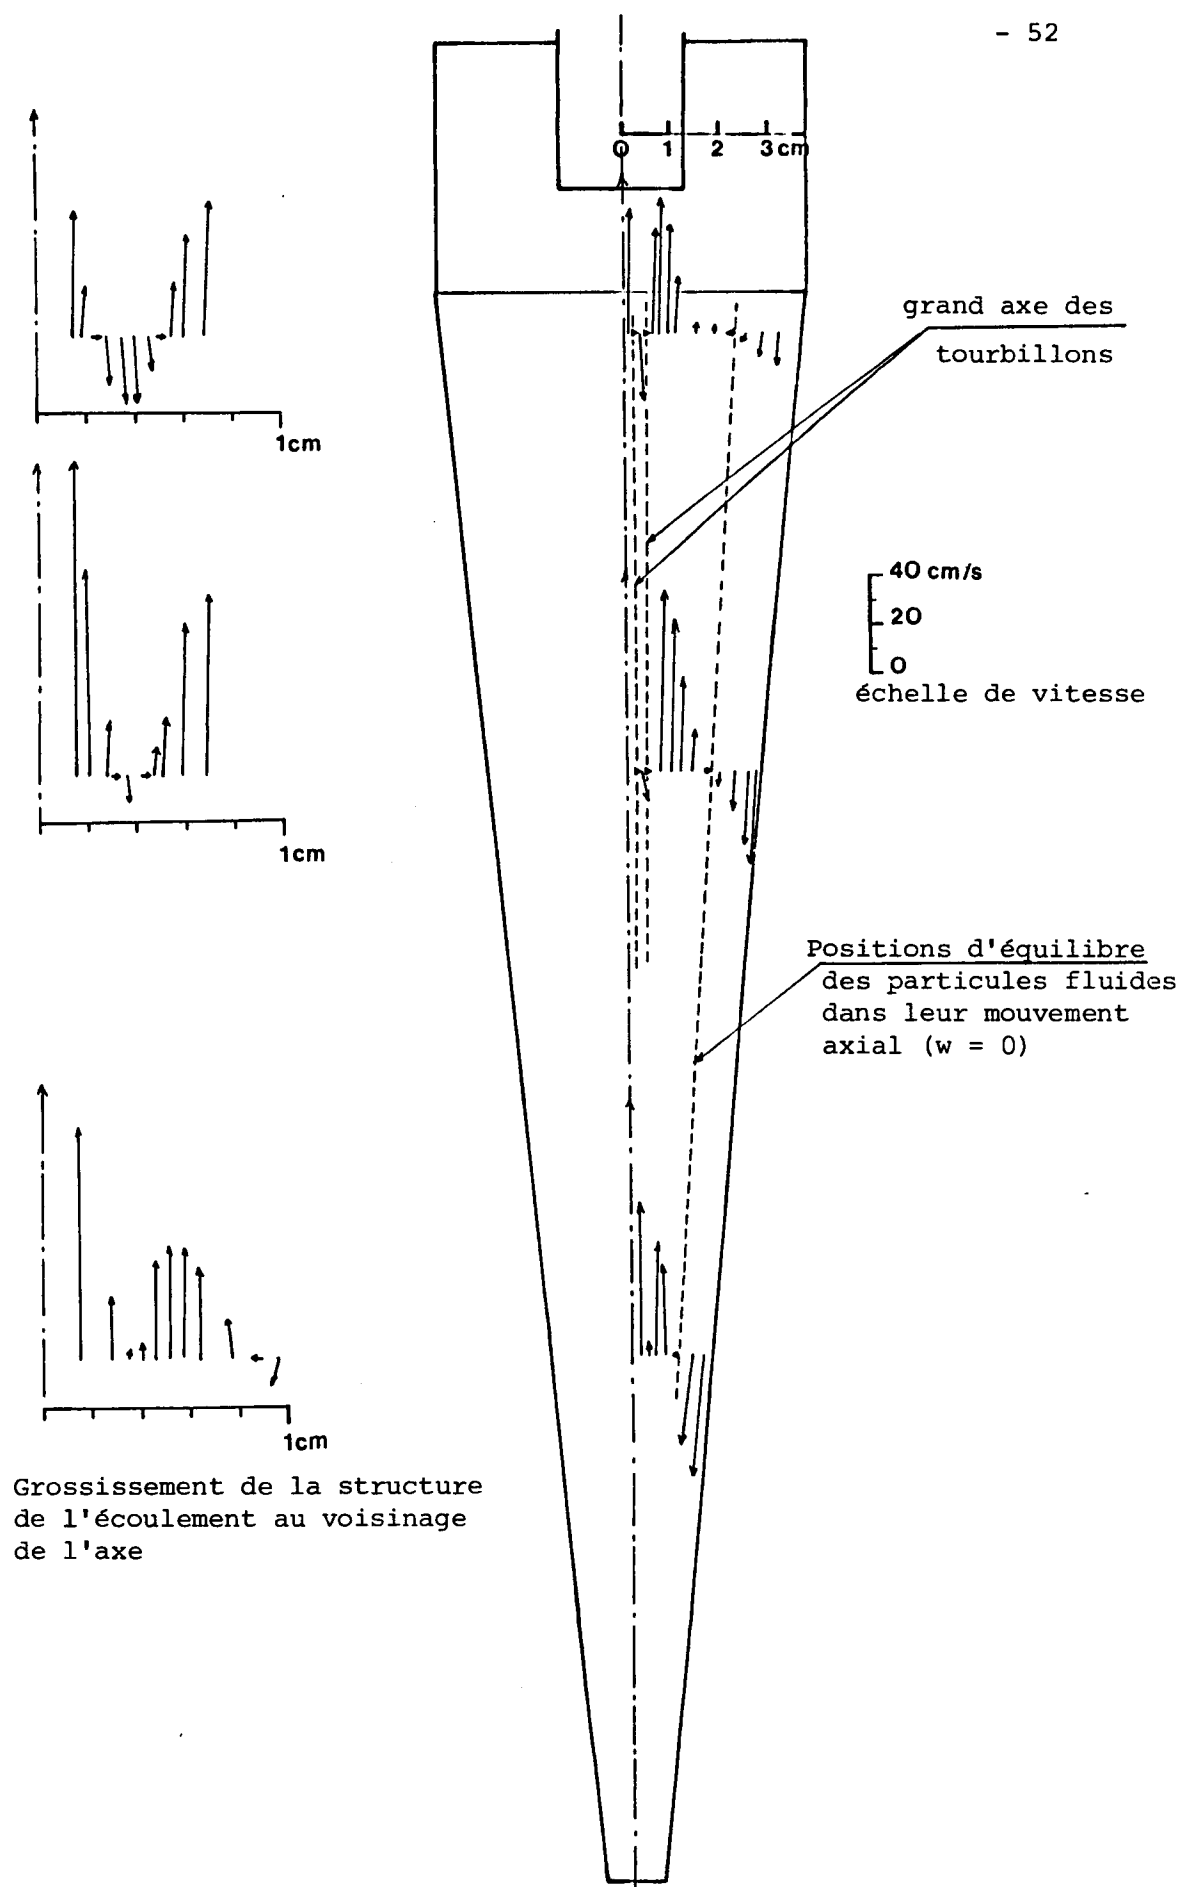 - 52
0 1 2 3 cm
1cm
grand axe des
tourbillons
40 cm/s
20
0
échelle de vitesse
1cm
Positions d'équilibre
des particules fluides
dans leur mouvement
axial (w = 0)
1cm
Grossissement de la structure
de l'écoulement au voisinage
de l'axe